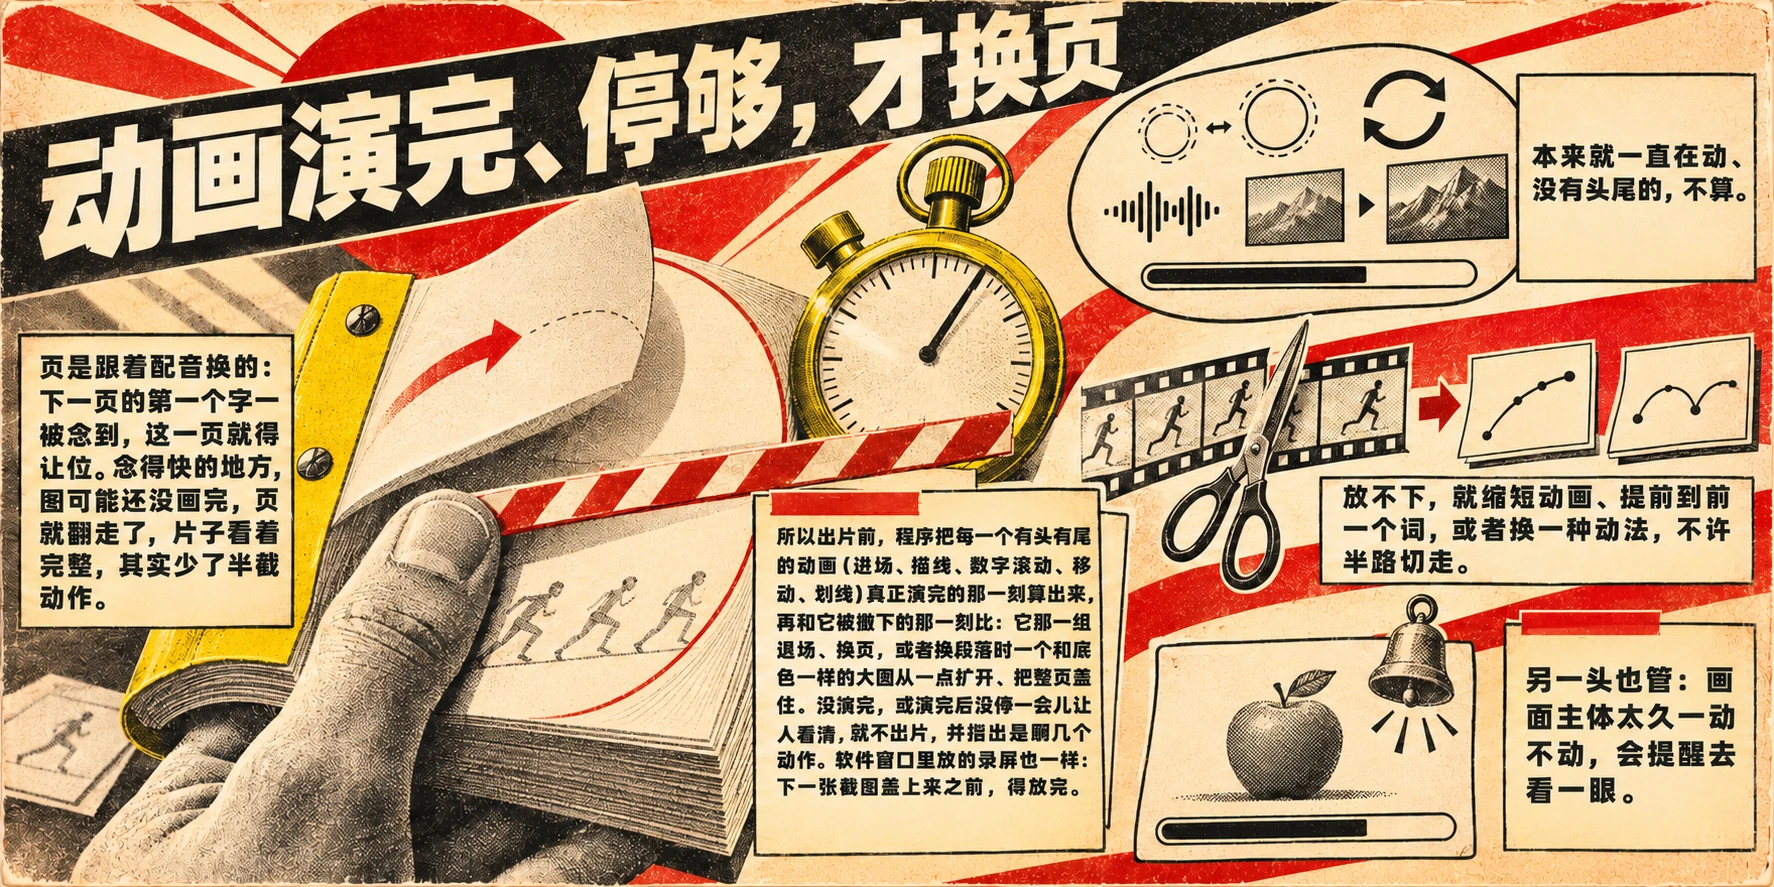 动画演完、停够，才换页
本来就一直在动、
没有头尾的，不算。
页是跟着配音换的：
下一页的第一个字一
被念到，这一页就得
让位。念得快的地方，
图可能还没画完，页
就翻走了，片子看着
完整，其实少了半截
动作。
放不下，就缩短动画、提前到前
一个词，或者换一种动法，不许
半路切走。
所以出片前，程序把每一个有头有尾
的动画(进场、描线、数字滚动、移
动、划线)真正演完的那一刻算出来，
再和它被撤下的那一刻比：它那一组
退场、换页，或者换段落时一个和底
色一样的大圆从一点扩开、把整页盖
住。没演完，或演完后没停一会儿让
人看清，就不出片，并指出是哪几个
动作。软件窗口里放的录屏也一样：
下一张截图盖上来之前，得放完。
另一头也管：画
面主体太久一动
不动，会提醒去
看一眼。